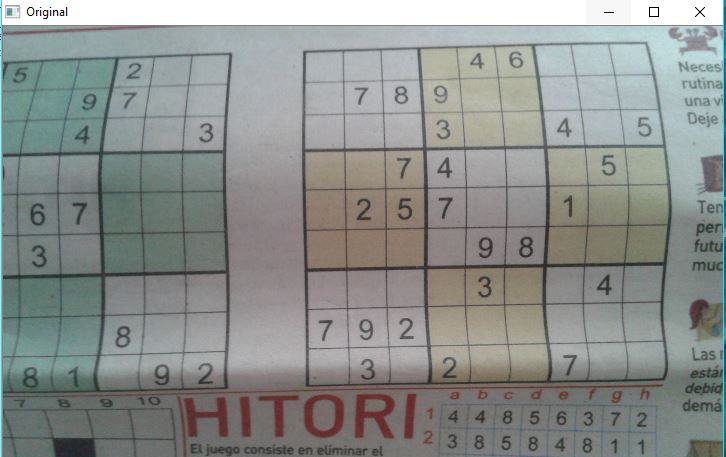 Original
5 2
9 7
4 3
6 7
3
8
8 1 9 2
4 6
7 8 9
3 4 5
7 4 5
2 5 7 1
9 8
3 4
7 9 2
3 2 7
Neces
rutina
una vi
Deje
Ten
per
futu
muc
Las
están
debid
demá
7 8 9 10
HITORI
El juego consiste en eliminar el
a b c d e f g h
1 4 4 8 5 6 3 7 2
2 3 8 5 8 4 8 1 1